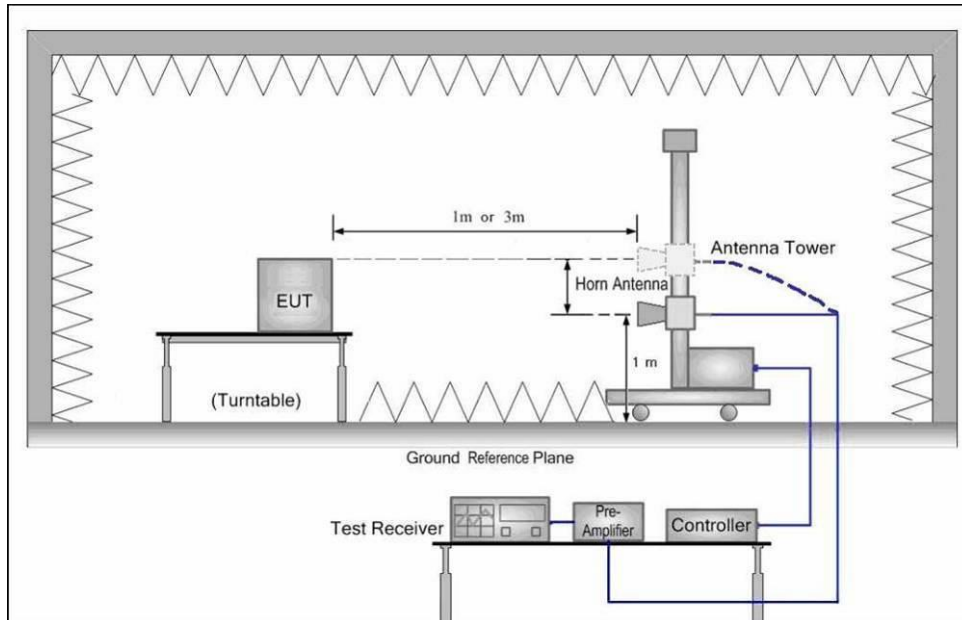 1m or 3m
Antenna Tower
Horn Antenna
EUT
1 m
(Turntable)
Ground Reference Plane
Test Receiver
Pre-
Amplifier
Controller